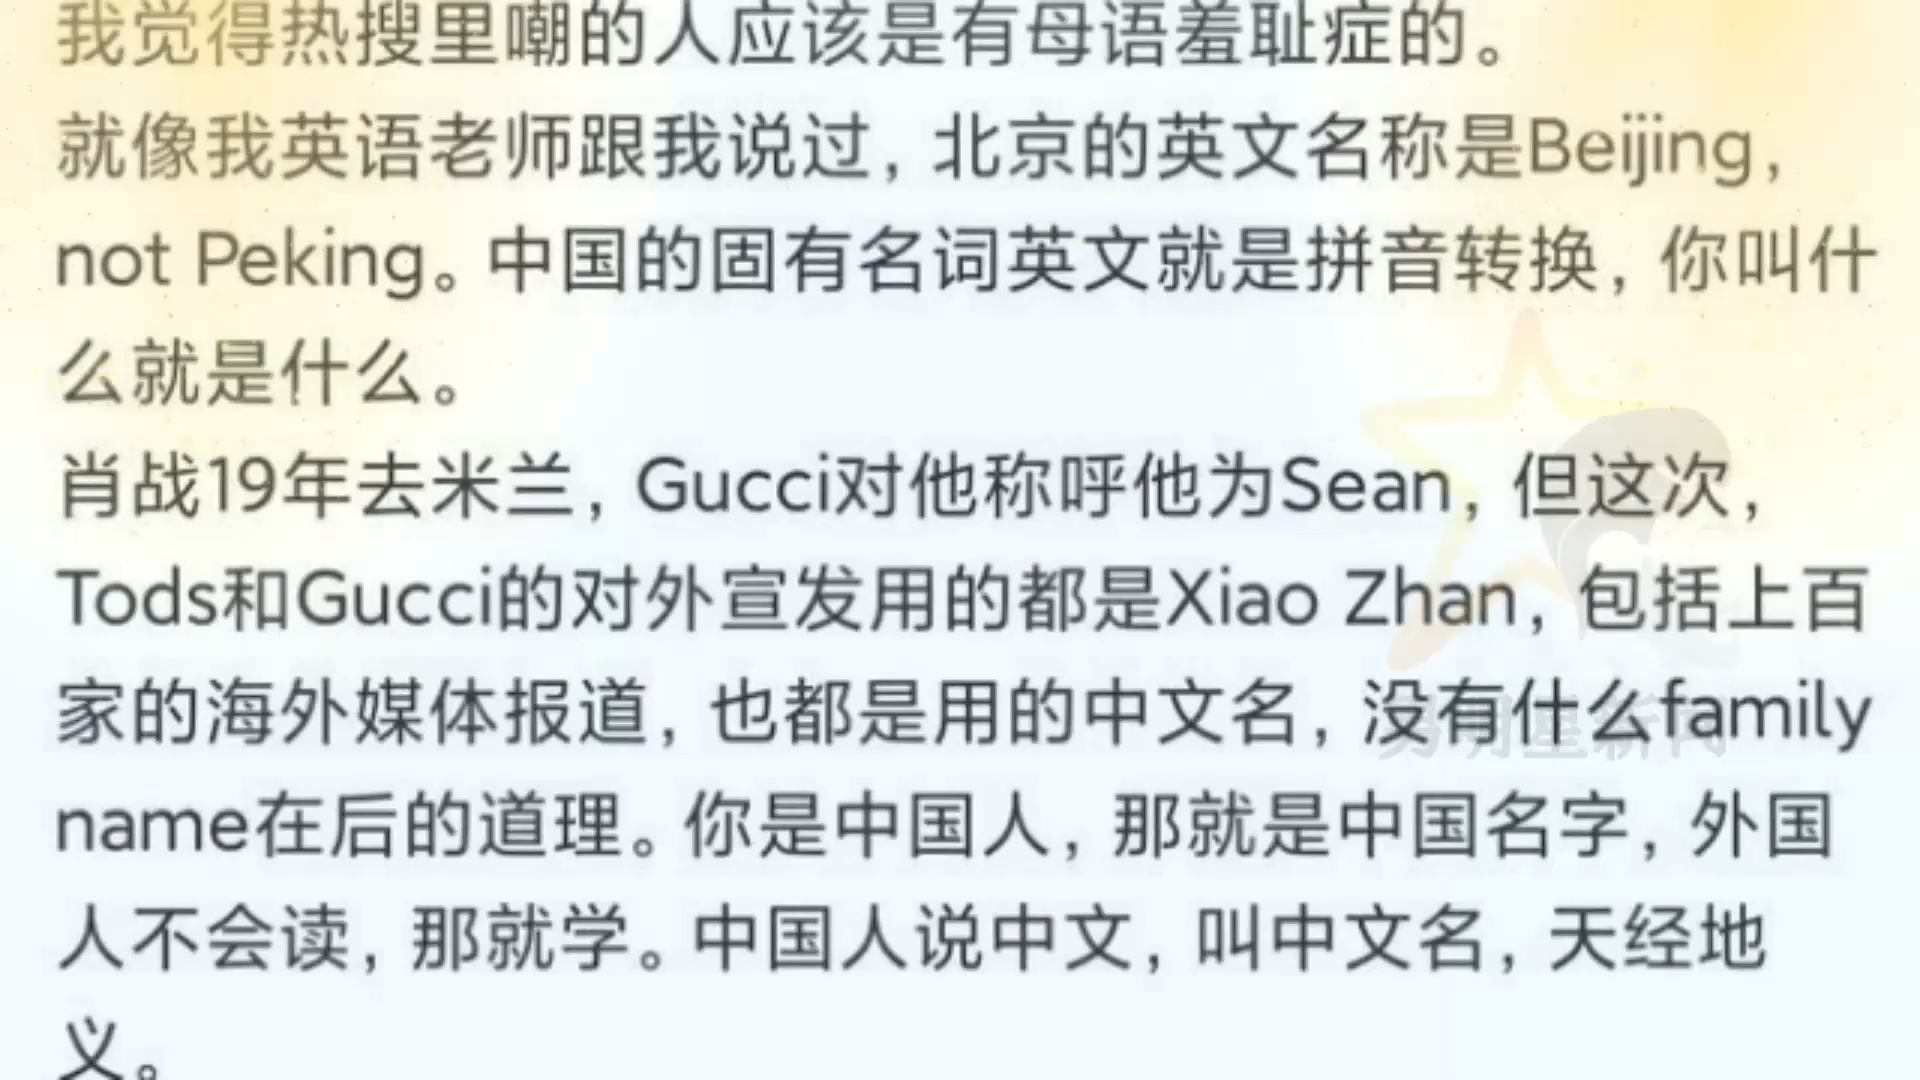 我觉得热搜里嘲的人应该是有母语羞耻症的。
就像我英语老师跟我说过，北京的英文名称是Beijing，
not Peking。中国的固有名词英文就是拼音转换，你叫什
么就是什么。
肖战19年去米兰，Gucci对他称呼他为Sean，但这次，
Tods和Gucci的对外宣发用的都是Xiao Zhan，包括上百
家的海外媒体报道，也都是用的中文名，没有什么family
name在后的道理。你是中国人，那就是中国名字，外国
人不会读，那就学。中国人说中文，叫中文名，天经地
义。